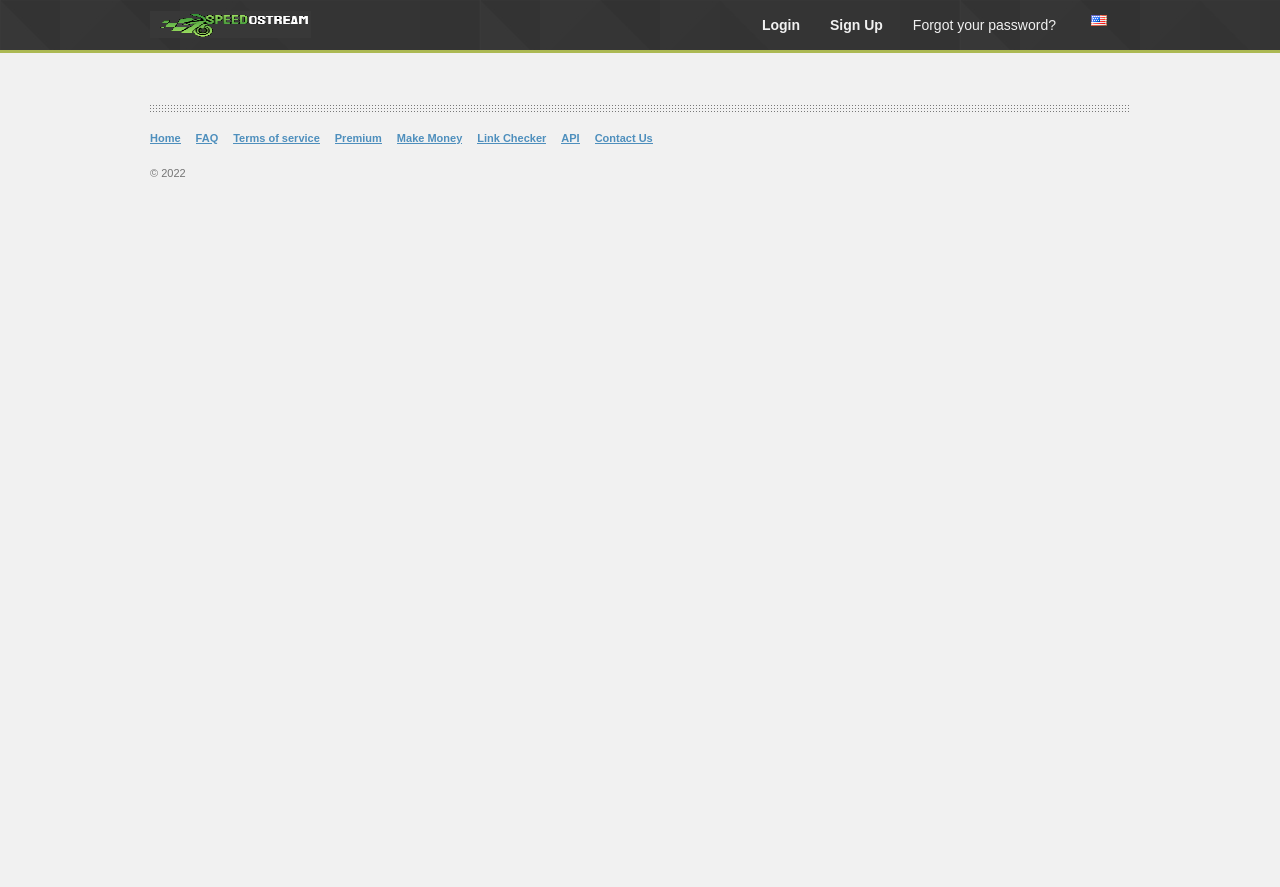 SPEEDOSTREAM
Login Sign Up Forgot your password?
Home FAQ Terms of service Premium Make Money Link Checker API Contact Us
© 2022